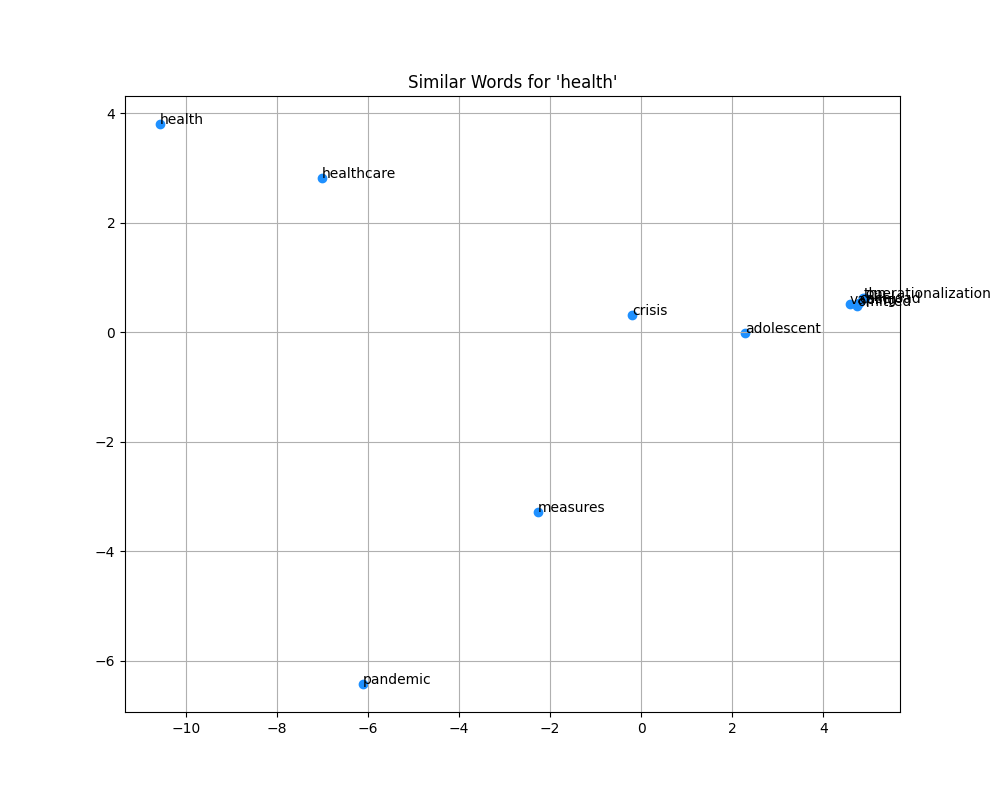 Similar Words for 'health'
4
health
healthcare
2
operationalization
crisis
0
adolescent
−2
measures
−4
−6
pandemic
−10
−8
−6
−4
−2
0
2
4